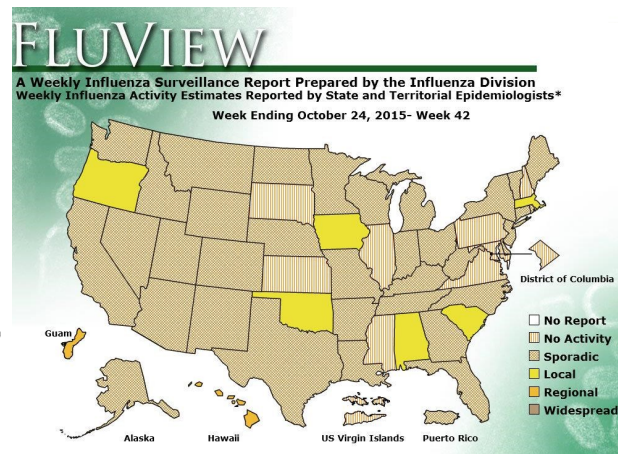 FLUVIEW
A Weekly Influenza Surveillance Report Prepared by the Influenza Division
Weekly Influenza Activity Estimates Reported by State and Territorial Epidemiologists*
Week Ending October 24, 2015- Week 42
District of Columbia
No Report
No Activity
Sporadic
Local
Regional
Widespread
Guam
Alaska
Hawaii
US Virgin Islands
Puerto Rico